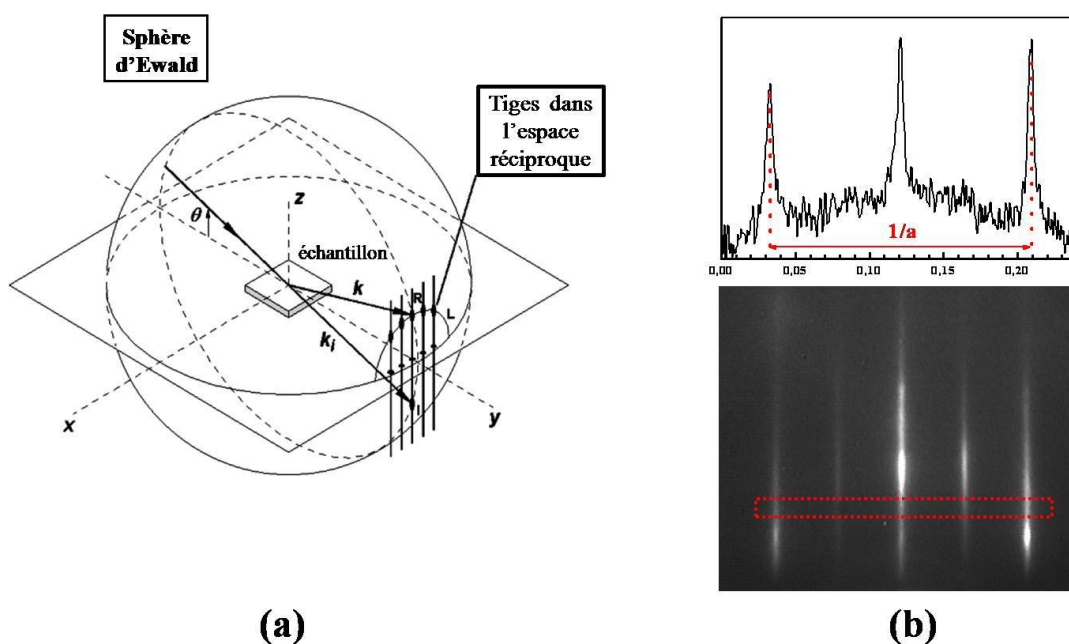 Sphère
d'Ewald
Tiges dans
l'espace
réciproque
z
θ
échantillon
k
R
L
k_i
I
x
y
(a)
1/a
0,00 0,05 0,10 0,15 0,20
(b)